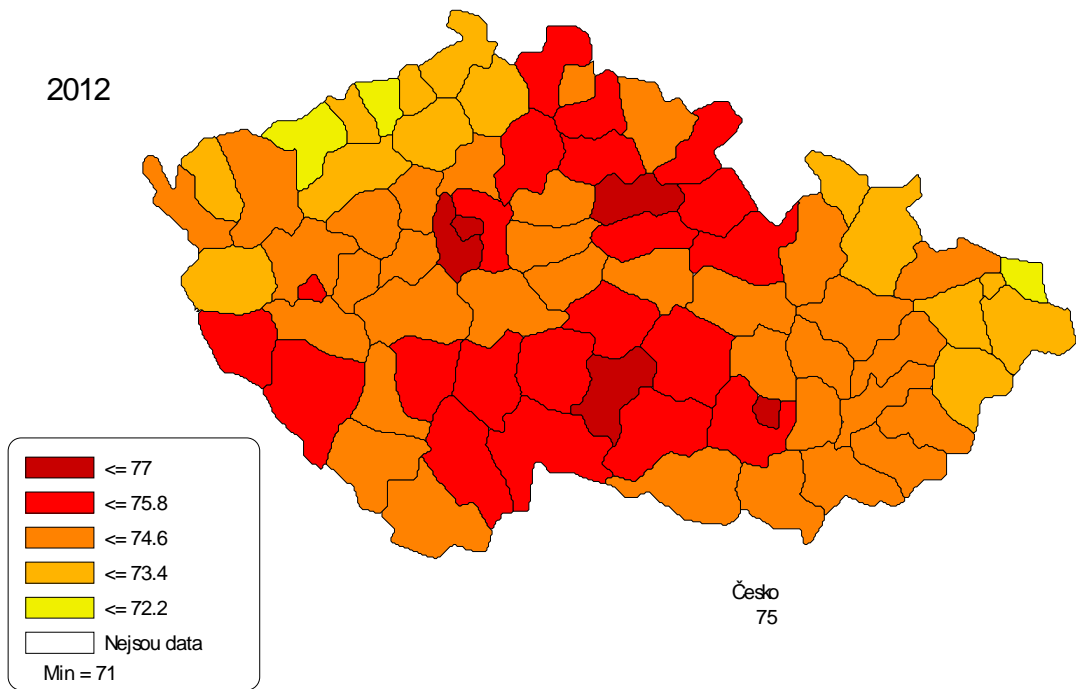 2012
<= 77
<= 75.8
<= 74.6
<= 73.4
<= 72.2
Nejsou data
Min = 71
Česko
75